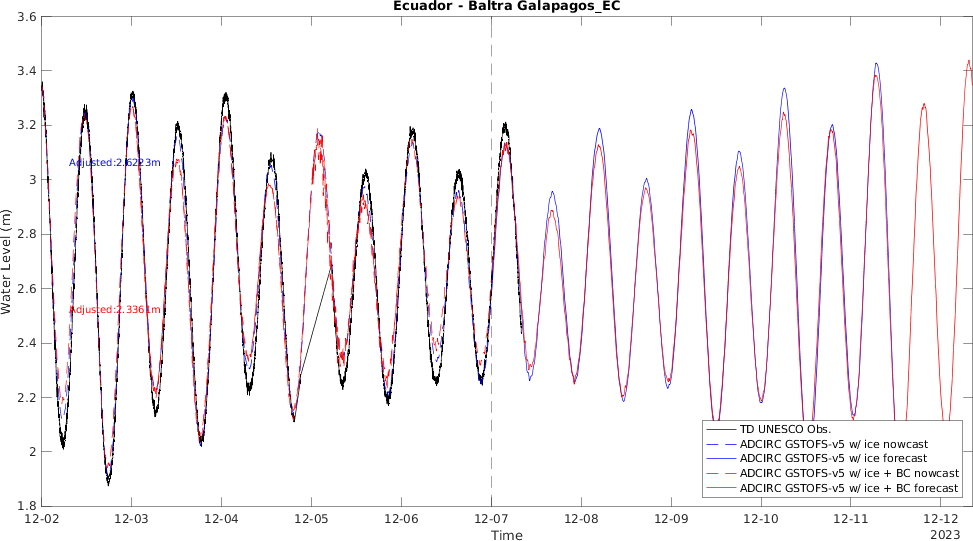 Ecuador - Baltra Galapagos_EC
Water Level (m)
3.6
3.4
3.2
3
2.8
2.6
2.4
2.2
2
1.8
Adjusted:2.6223m
Adjusted:2.3361m
TD UNESCO Obs.
ADCIRC GSTOFS-v5 w/ ice nowcast
ADCIRC GSTOFS-v5 w/ ice forecast
ADCIRC GSTOFS-v5 w/ ice + BC nowcast
ADCIRC GSTOFS-v5 w/ ice + BC forecast
12-02 12-03 12-04 12-05 12-06 12-07 12-08 12-09 12-10 12-11 12-12
Time
2023